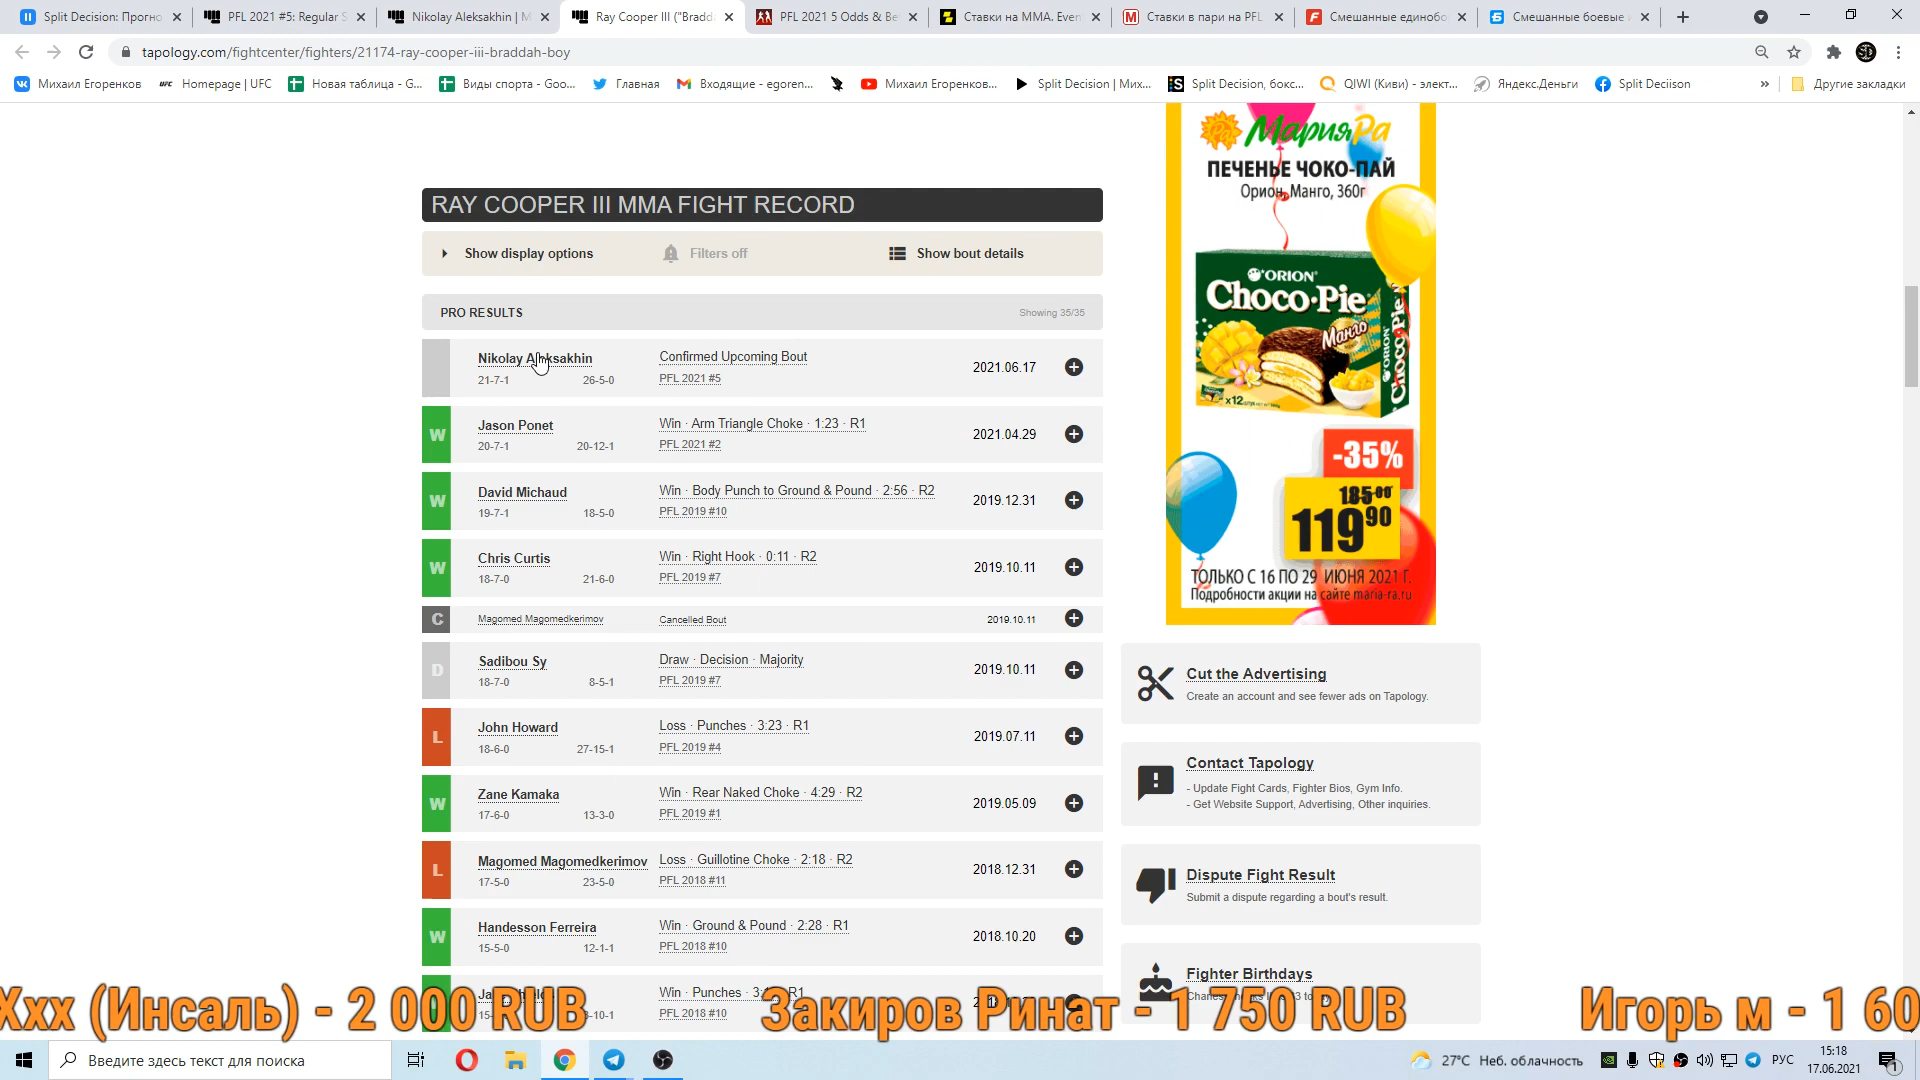 Split Decision: Прогно
PFL 2021 #5: Regular S
Nikolay Aleksakhin | M
Ray Cooper III ("Bradd
PFL 2021 5 Odds & Be
Ставки на ММА. Even
Ставки в пари на PFL
Смешанные единобо
Смешанные боевые
tapology.com/fightcenter/fighters/21174-ray-cooper-iii-braddah-boy
Михаил Егоренков
Homepage | UFC
Новая таблица - G...
Виды спорта - Goo...
Главная
Входящие - egoren...
Михаил Егоренков...
Split Decision | Мих...
Split Decision, бокс...
QIWI (Киви) - элект...
Яндекс.Деньги
Split Deciison
»
Другие закладки
RAY COOPER III MMA FIGHT RECORD
Show display options
Filters off
Show bout details
PRO RESULTS
Showing 35/35
Confirmed Upcoming Bout
Nikolay
21-7-1 26-5-0
PFL 2021 #5
2021.06.17
W
Jason Ponet
20-7-1 20-12-1
Win · Arm Triangle Choke · 1:23 · R1
PFL 2021 #2
2021.04.29
W
David Michaud
19-7-1 18-5-0
Win · Body Punch to Ground & Pound · 2:56 · R2
PFL 2019 #10
2019.12.31
W
Chris Curtis
18-7-0 21-6-0
Win · Right Hook · 0:11 · R2
PFL 2019 #7
2019.10.11
C
Magomed Magomedkerimov
Cancelled Bout
2019.10.11
D
Sadibou Sy
18-7-0 8-5-1
Draw · Decision · Majority
PFL 2019 #7
2019.10.11
L
John Howard
18-6-0 27-15-1
Loss · Punches · 3:23 · R1
PFL 2019 #4
2019.07.11
W
Zane Kamaka
17-6-0 13-3-0
Win · Rear Naked Choke · 4:29 · R2
PFL 2019 #1
2019.05.09
L
Magomed Magomedkerimov
17-5-0 23-5-0
Loss · Guillotine Choke · 2:18 · R2
PFL 2018 #11
2018.12.31
W
Handesson Ferreira
15-5-0 12-1-1
Win · Ground & Pound · 2:28 · R1
PFL 2018 #10
2018.10.20
Win · Punches
R1
PFL 2018 #10
МарияРа
ПЕЧЕНЬЕ ЧОКО-ПАЙ
Орион, Манго, 360г
ORION
Choco·Pie
Манго
x12
-35%
185-00
119 90
ТОЛЬКО С 16 ПО 29 ИЮНЯ 2021 Г.
Подробности акции на сайте maria-ra.ru
Cut the Advertising
Create an account and see fewer ads on Tapology.
Contact Tapology
- Update Fight Cards, Fighter Bios, Gym Info.
- Get Website Support, Advertising, Other inquiries.
Dispute Fight Result
Submit a dispute regarding a bout's result.
Fighter Birthdays
Xxx (Инсаль) - 2 000 RUB
Закиров Ринат - 1 750 RUB
Игорь м - 1 60
Введите здесь текст для поиска
27°C Неб. облачность
РУС
15:18
17.06.2021
1